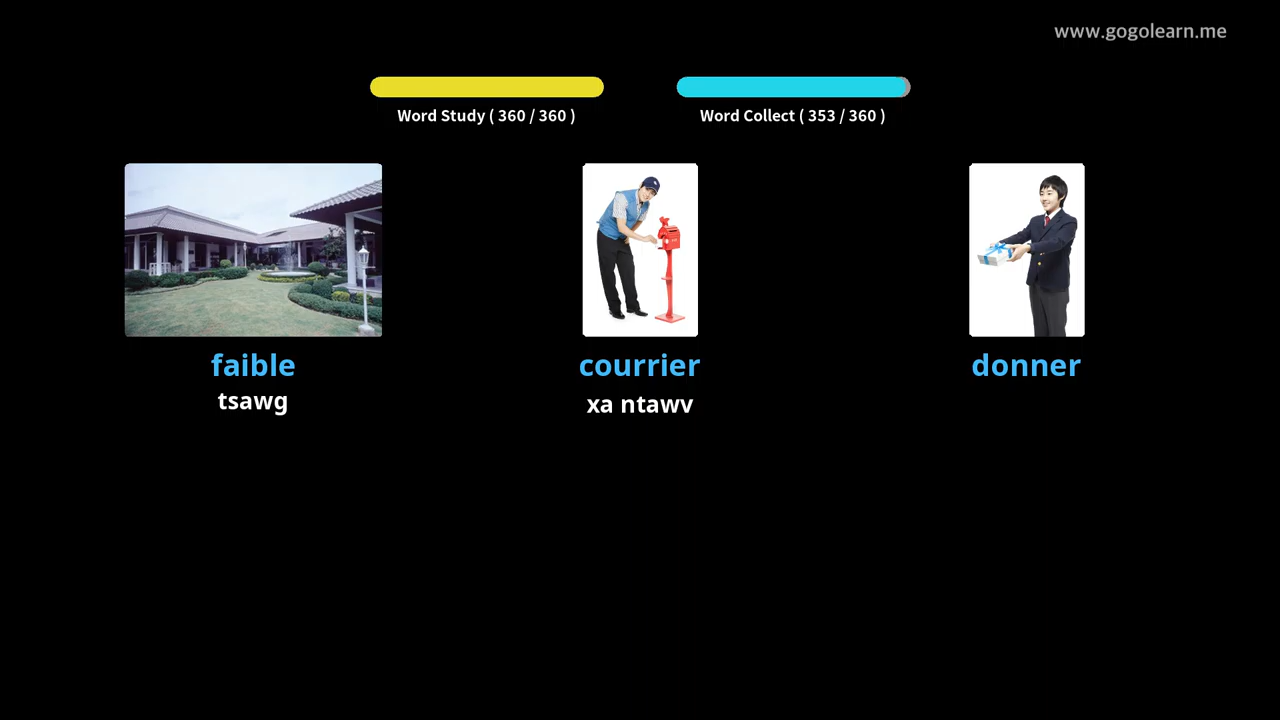 www.gogolearn.me
Word Study ( 360 / 360 )
Word Collect ( 353 / 360 )
faible
courrier
donner
tsawg
xa ntawv